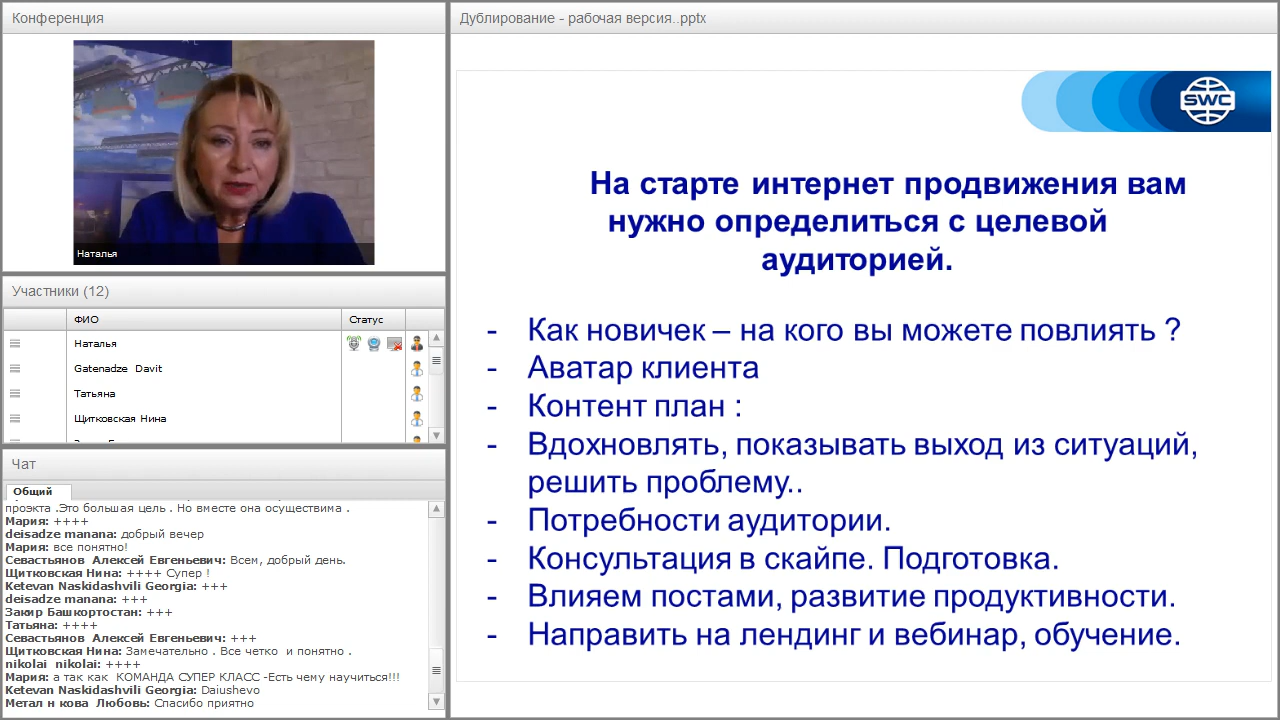 Конференция
Наталья
Участники (12)
ФИО Статус
Наталья
Gatenadze Davit
Татьяна
Щитковская Нина
Чат
Общий
проэкта .Это большая цель . Но вместе она осуществима .
Мария: ++++
deisadze manana: добрый вечер
Мария: все понятно!
Севастьянов Алексей Евгеньевич: Всем, добрый день.
Щитковская Нина: ++++ Супер !
Ketevan Naskidashvili Georgia: +++
deisadze manana: +++
Закир Башкортостан: +++
Татьяна: ++++
Севастьянов Алексей Евгеньевич: +++
Щитковская Нина: Замечательно . Все четко и понятно .
nikolai nikolai: ++++
Мария: а так как КОМАНДА СУПЕР КЛАСС -Есть чему научиться!!!
Ketevan Naskidashvili Georgia: Daiushevo
Метал н кова Любовь: Спасибо приятно
Дублирование - рабочая версия..pptx
SWC
На старте интернет продвижения вам
нужно определиться с целевой
аудиторией.
- Как новичек – на кого вы можете повлиять ?
- Аватар клиента
- Контент план :
- Вдохновлять, показывать выход из ситуаций,
решить проблему..
- Потребности аудитории.
- Консультация в скайпе. Подготовка.
- Влияем постами, развитие продуктивности.
- Направить на лендинг и вебинар, обучение.